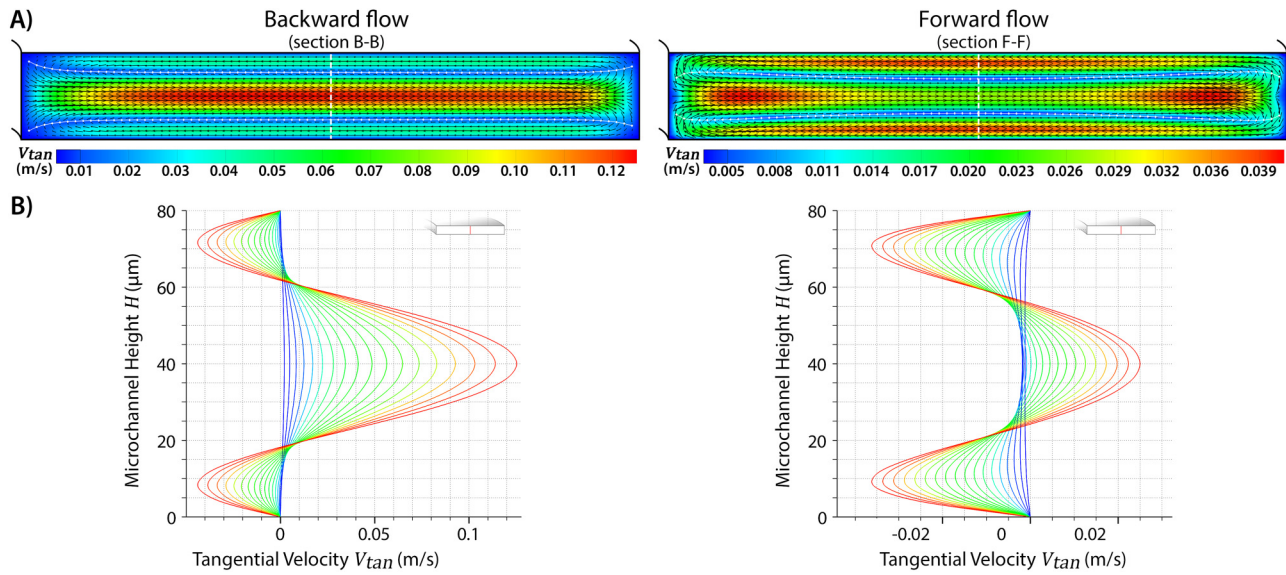 A)
Backward flow
(section B-B)
Forward flow
(section F-F)
Vtan
(m/s)
0.01 0.02 0.03 0.04 0.05 0.06 0.07 0.08 0.09 0.10 0.11 0.12
Vtan
(m/s)
0.005 0.008 0.011 0.014 0.017 0.020 0.023 0.026 0.029 0.032 0.036 0.039
B)
80
60
40
20
0
Microchannel Height H (μm)
0 0.05 0.1
Tangential Velocity Vtan (m/s)
80
60
40
20
0
Microchannel Height H (μm)
-0.02 0 0.02
Tangential Velocity Vtan (m/s)